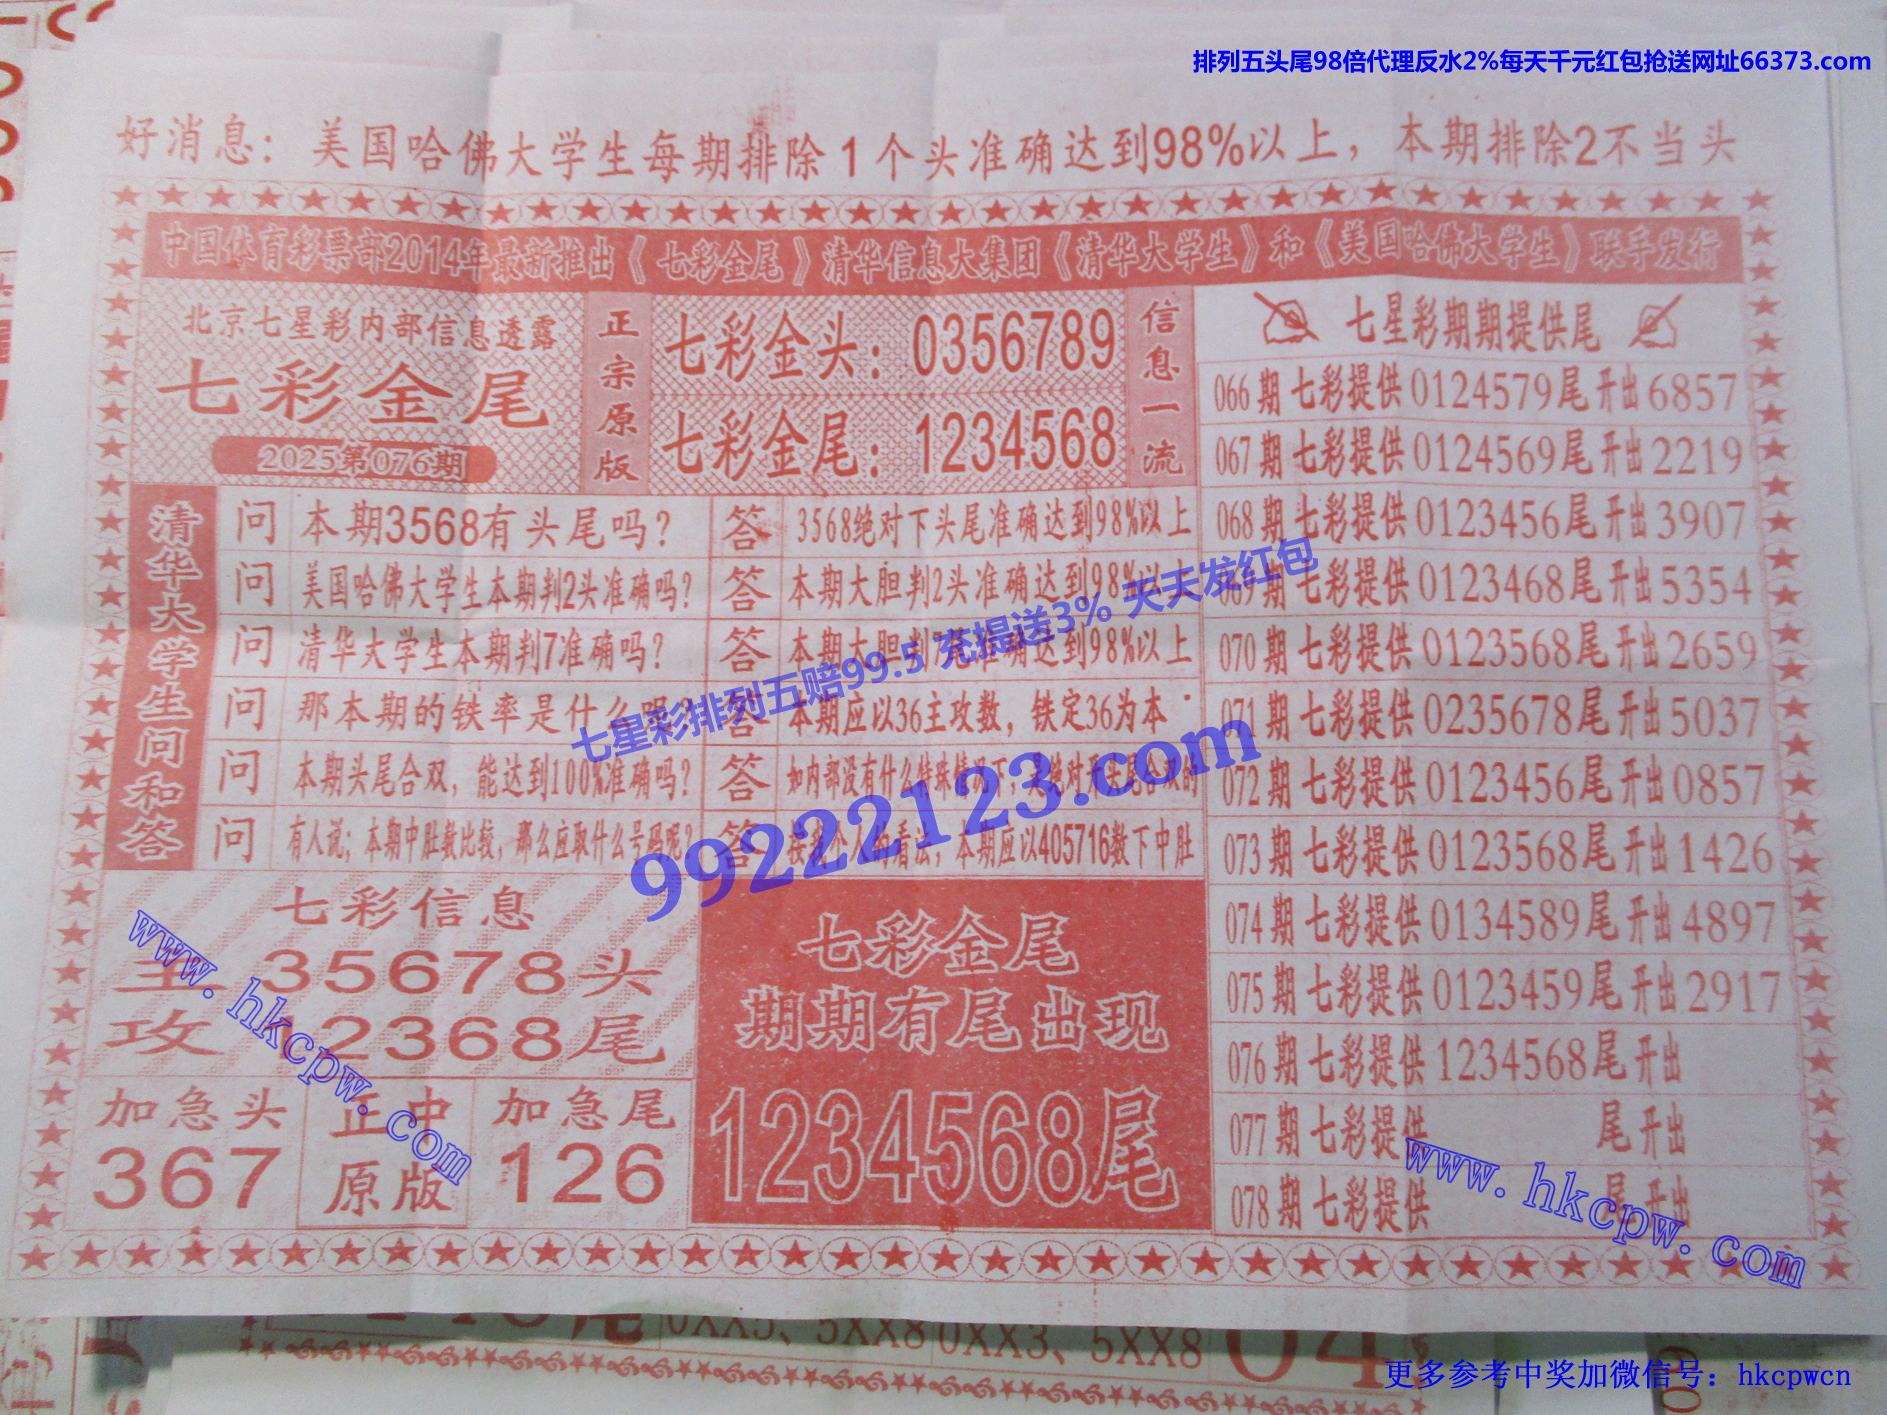 排列五头尾98倍代理反水2%每天千元红包抢送网址66373.com
好消息：美国哈佛大学生每期排除1个头准确达到98%以上，本期排除2不当头
中国体育彩票部2014年最新推出《七彩金尾》清华信息大集团《清华大学生》和《美国哈佛大学生》联手发行
北京七星彩内部信息透露
七彩金尾
2025第076期
正宗原版
七彩金头：0356789
七彩金尾：1234568
信息一流
清华大学生问和答
问 本期3568有头尾吗？ 答 3568绝对下头尾准确达到98%以上
问 美国哈佛大学生本期判2头准确吗？ 答 本期大胆判2头准确达到98%以上
问 清华大学生本期判7准确吗？ 答 本期大胆判 准确达到98%以上
问 那本期的铁率是什么呢？ 答 本期应以36主攻数，铁定36为本
问 本期头尾合双，能达到100%准确吗？ 答 如内部没有什么特殊情况下，是绝对开头尾合双的
问 有人说；本期中肚数比较，那么应取什么号码呢？ 答 按我个人的看法，本期应以405716数下中肚
七彩信息
主 35678头
攻 12368尾
加急头
367
正中
原版
加急尾
126
七彩金尾
期期有尾出现
1234568尾
七星彩期期提供尾
066期 七彩提供0124579尾 开出6857
067期 七彩提供0124569尾 开出2219
068期 七彩提供0123456尾 开出3907
069期 七彩提供0123468尾 开出5354
070期 七彩提供0123568尾 开出2659
071期 七彩提供0235678尾 开出5037
072期 七彩提供0123456尾 开出0857
073期 七彩提供0123568尾 开出1426
074期 七彩提供0134589尾 开出4897
075期 七彩提供0123459尾 开出2917
076期 七彩提供1234568尾 开出
077期 七彩提供 尾 开出
078期 七彩提供 尾 开出
七星彩排列五赔99.5 充提送3% 天天发红包
99222123.com
www.hkcpw.com
www.hkcpw.com
0XX5、5XX8 0XX3、5XX8
04
更多参考中奖加微信号：hkcpwcn